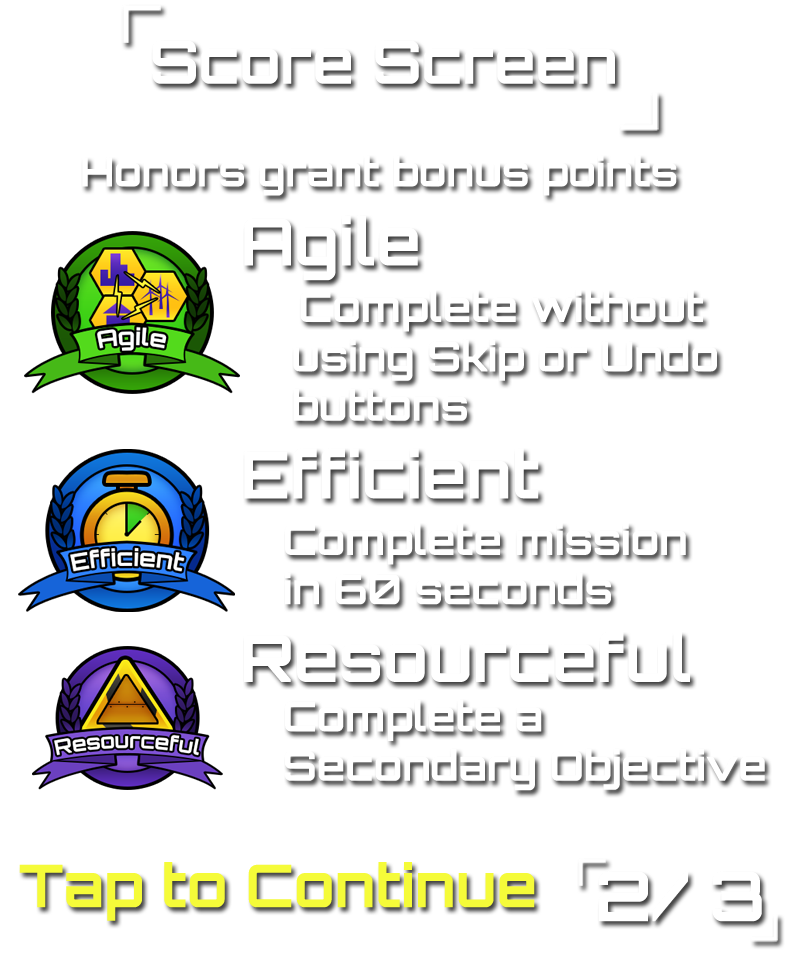 Score Screen
Honors grant bonus points
Agile
Agile
Complete without
using Skip or Undo
buttons
Efficient
Efficient
Complete mission
in 60 seconds
Resourceful
Resourceful
Complete a
Secondary Objective
Tap to Continue
2/ 3